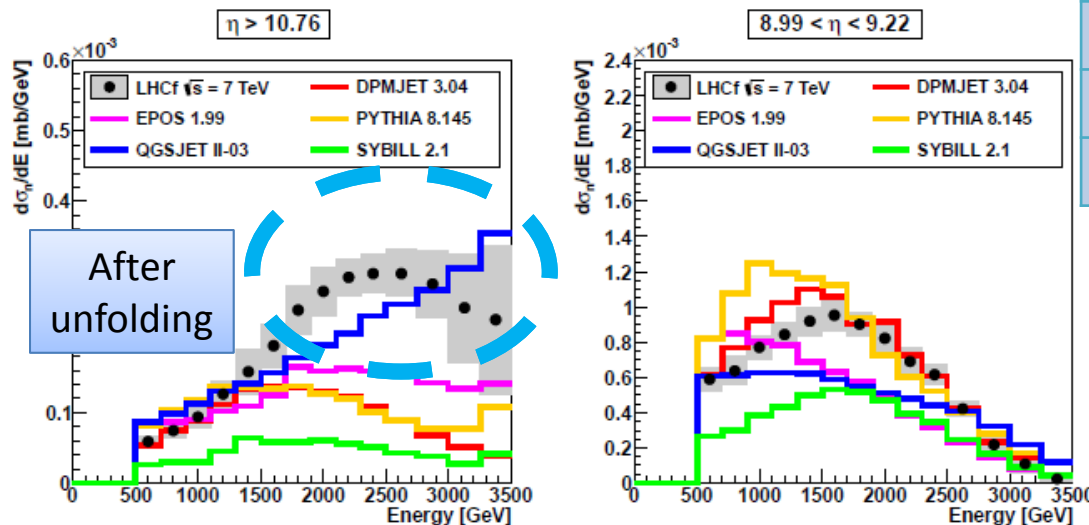 η > 10.76
×10⁻³
0.6
0.5
0.4
0.1
0
dσₙ/dE [mb/GeV]
LHCf √s = 7 TeV
DPMJET 3.04
EPOS 1.99
PYTHIA 8.145
QGSJET II-03
SYBILL 2.1
After
unfolding
0 500 1000 1500 2000 2500 3000 3500
Energy [GeV]
8.99 < η < 9.22
×10⁻³
2.4
2.2
2
1.8
1.6
1.4
1.2
1
0.8
0.6
0.4
0.2
0
dσₙ/dE [mb/GeV]
LHCf √s = 7 TeV
DPMJET 3.04
EPOS 1.99
PYTHIA 8.145
QGSJET II-03
SYBILL 2.1
0 500 1000 1500 2000 2500 3000 3500
Energy [GeV]